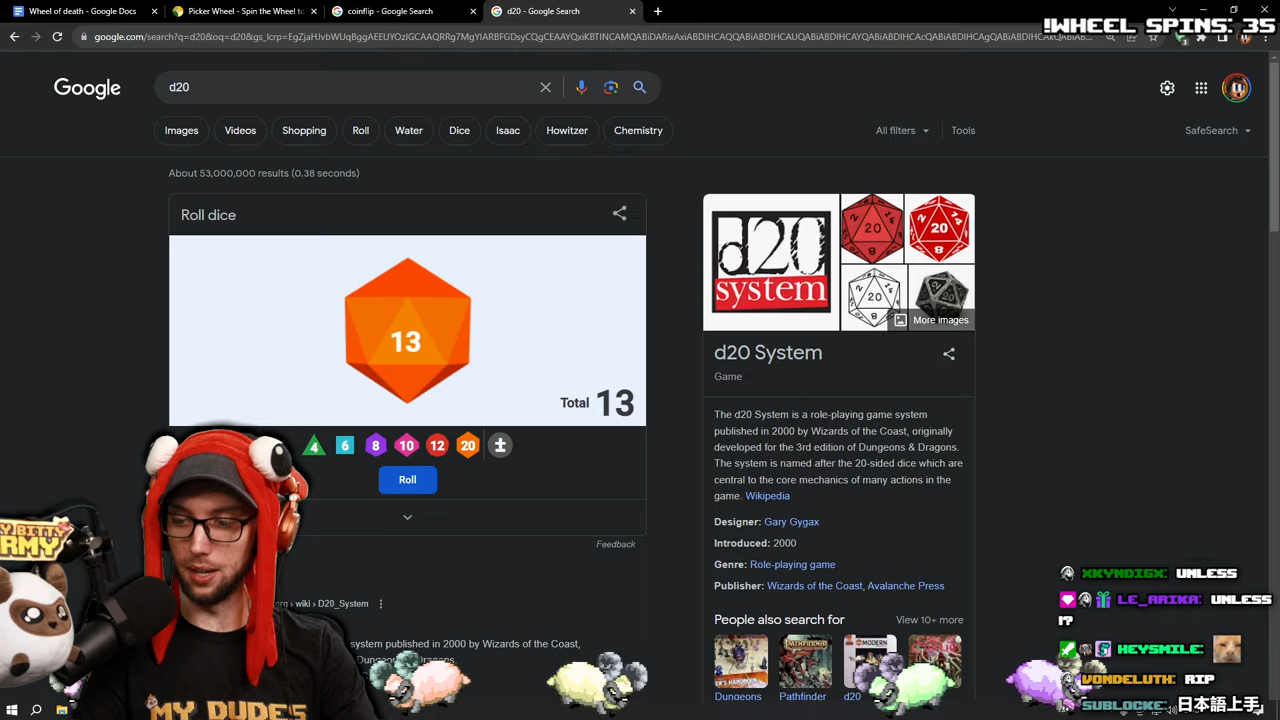 Wheel of death - Google Docs
Picker Wheel - Spin the Wheel to
coinflip - Google Search
d20 - Google Search
!WHEEL SPINS: 35
Google
d20
Images
Videos
Shopping
Roll
Water
Dice
Isaac
Howitzer
Chemistry
All filters
Tools
SafeSearch
About 53,000,000 results (0.38 seconds)
Roll dice
13
Total 13
4
6
8
10
12
20
Roll
Feedback
org › wiki › D20_System
system published in 2000 by Wizards of the Coast,
d20
system
20
20
20
20
More images
d20 System
Game
The d20 System is a role-playing game system
published in 2000 by Wizards of the Coast, originally
developed for the 3rd edition of Dungeons & Dragons.
The system is named after the 20-sided dice which are
central to the core mechanics of many actions in the
game. Wikipedia
Designer: Gary Gygax
Introduced: 2000
Genre: Role-playing game
Publisher: Wizards of the Coast, Avalanche Press
People also search for
View 10+ more
Dungeons
Pathfinder
d20
XKYNDIGX: UNLESS
LE_ARIKA: UNLESS
!?
HEYSMILE:
VONDELUTH: RIP
SUBLOCKE: 日本語上手
MY BITTY
ARMY
MY DUDE'S